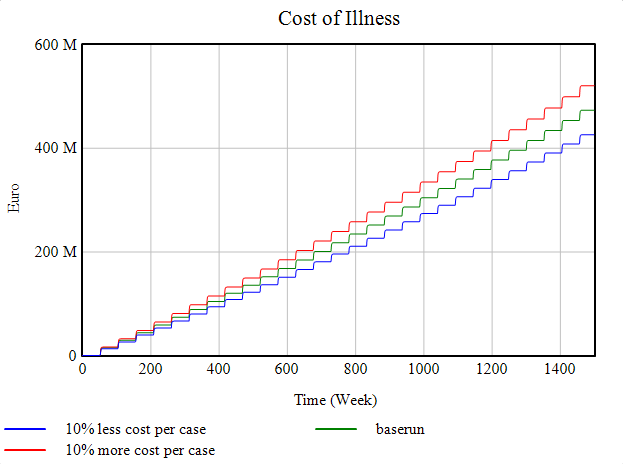 Cost of Illness
600 M
400 M
200 M
0
Euro
0 200 400 600 800 1000 1200 1400
Time (Week)
10% less cost per case baserun
10% more cost per case